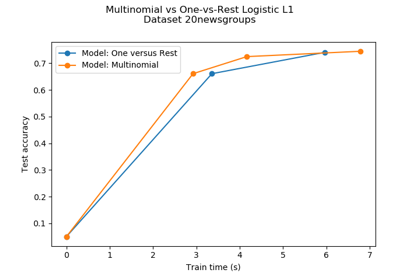 Multinomial vs One-vs-Rest Logistic L1
Dataset 20newsgroups
Model: One versus Rest
Model: Multinomial
Test accuracy
0.7
0.6
0.5
0.4
0.3
0.2
0.1
0 1 2 3 4 5 6 7
Train time (s)